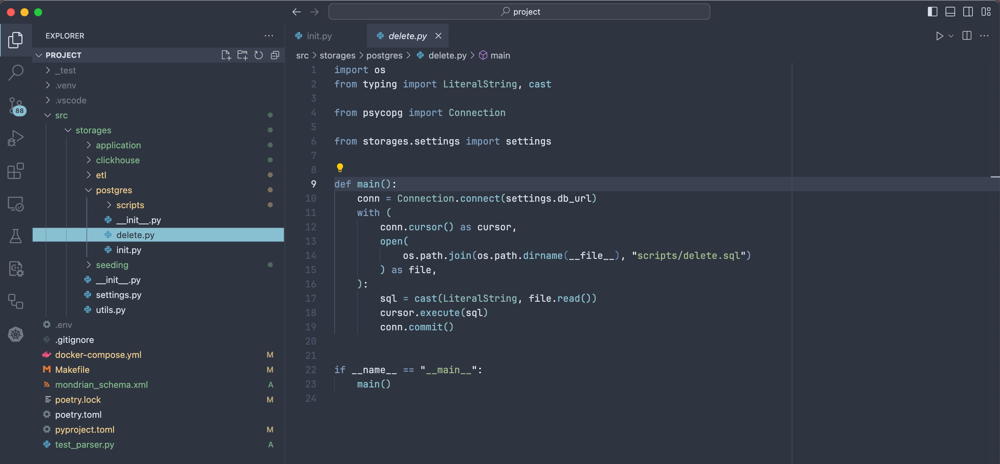 project
EXPLORER
PROJECT
_test
.venv
.vscode
src
storages
application
clickhouse
etl
postgres
scripts
__init__.py
delete.py
init.py
seeding
__init__.py
settings.py
utils.py
.env
.gitignore
docker-compose.yml M
Makefile M
mondrian_schema.xml A
poetry.lock M
poetry.toml
pyproject.toml M
test_parser.py A
88
init.py delete.py
src > storages > postgres > delete.py > main
1 import os
2 from typing import LiteralString, cast
3
4 from psycopg import Connection
5
6 from storages.settings import settings
7
8
9 def main():
10     conn = Connection.connect(settings.db_url)
11     with (
12         conn.cursor() as cursor,
13         open(
14             os.path.join(os.path.dirname(__file__), "scripts/delete.sql")
15         ) as file,
16     ):
17         sql = cast(LiteralString, file.read())
18         cursor.execute(sql)
19         conn.commit()
20
21
22 if __name__ == "__main__":
23     main()
24